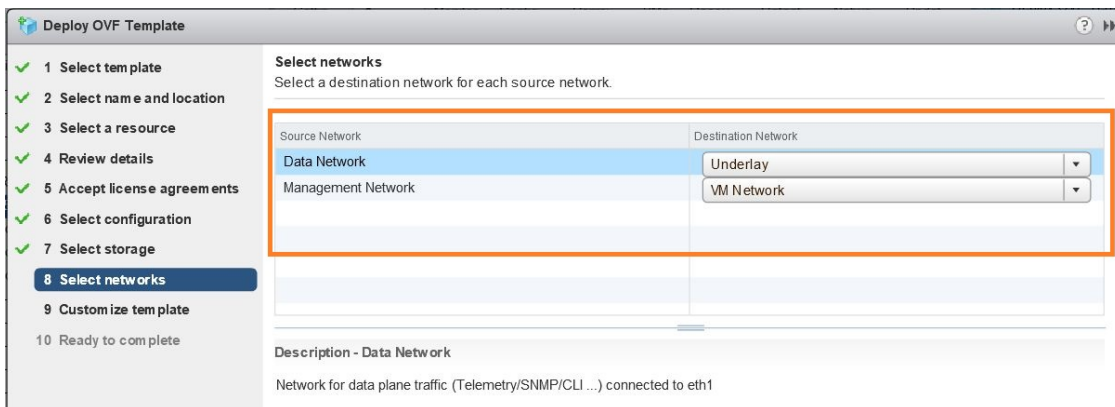 Deploy OVF Template
?
1 Select template
2 Select name and location
3 Select a resource
4 Review details
5 Accept license agreements
6 Select configuration
7 Select storage
8 Select networks
9 Customize template
10 Ready to complete
Select networks
Select a destination network for each source network.
Source Network Destination Network
Data Network Underlay
Management Network VM Network
Description - Data Network
Network for data plane traffic (Telemetry/SNMP/CLI ...) connected to eth1